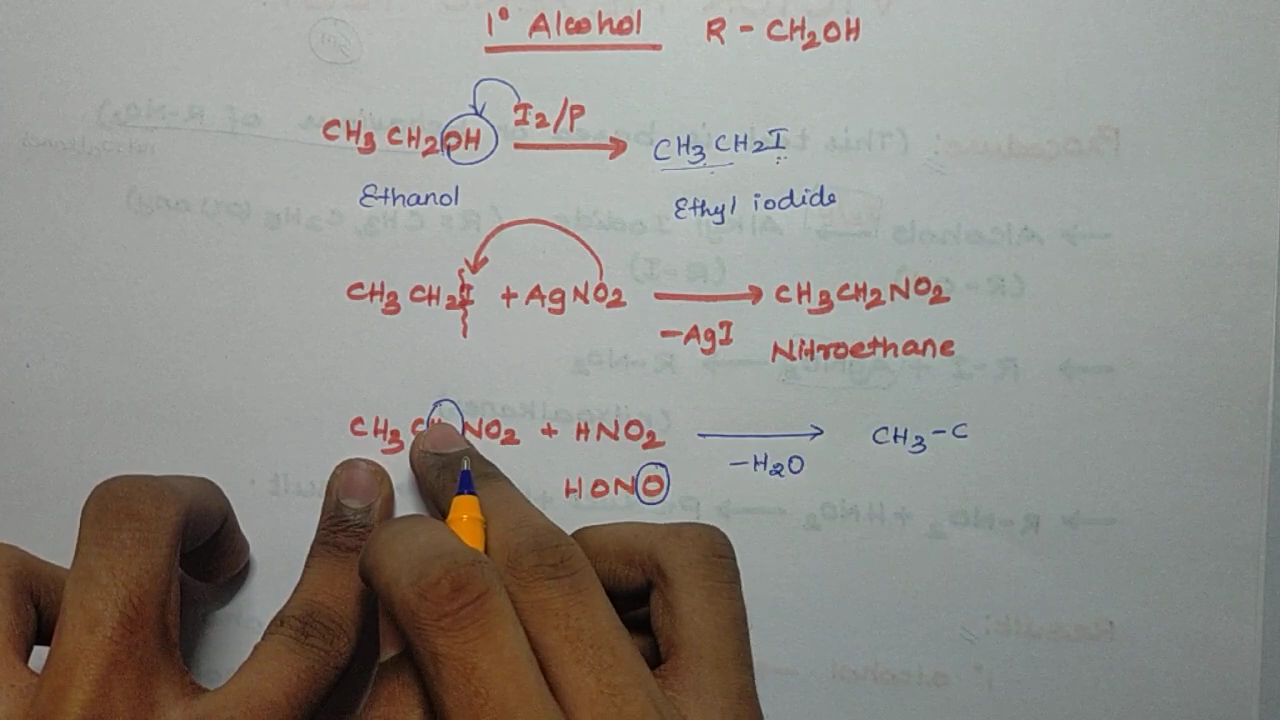 1° Alcohol R - CH2OH
CH3 CH2OH I2/P CH3 CH2I
Ethanol Ethyl iodide
CH3 CH2I + AgNO2 CH3CH2NO2
-AgI Nitroethane
NO2 + HNO2 CH3-C
-H2O
HONO